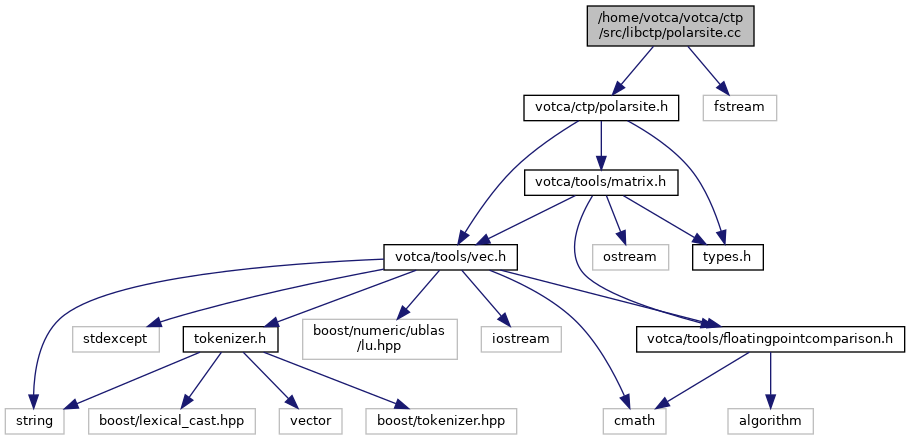 /home/votca/votca/ctp
/src/libctp/polarsite.cc
votca/ctp/polarsite.h
fstream
votca/tools/matrix.h
votca/tools/vec.h
ostream
types.h
stdexcept
tokenizer.h
boost/numeric/ublas
/lu.hpp
iostream
votca/tools/floatingpointcomparison.h
string
boost/lexical_cast.hpp
vector
boost/tokenizer.hpp
cmath
algorithm